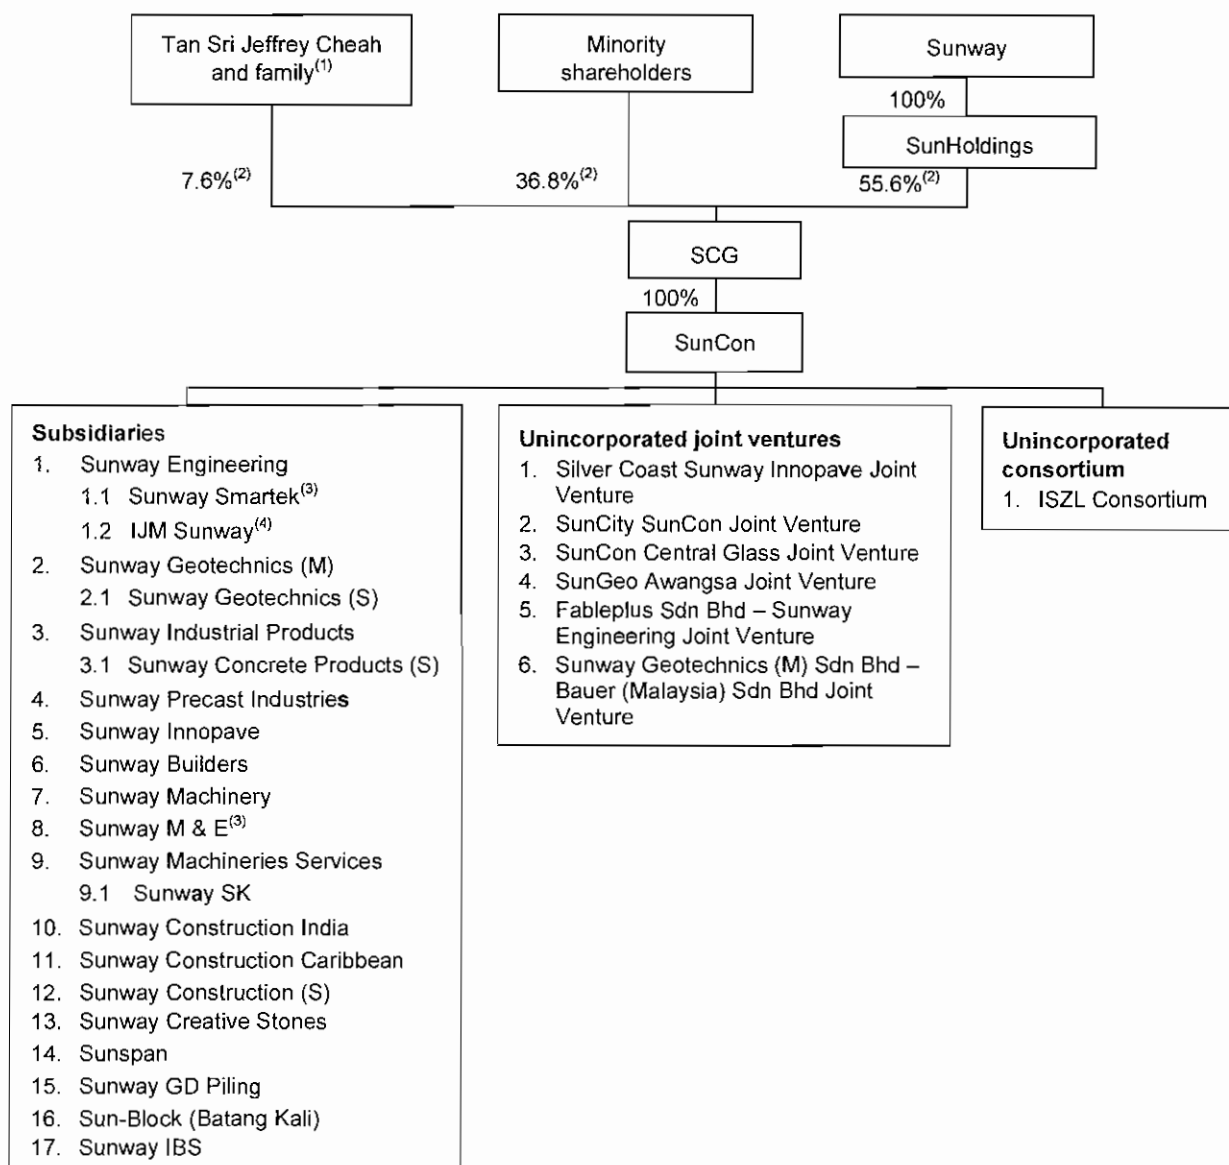 Tan Sri Jeffrey Cheah
and family(1)
Minority
shareholders
Sunway
100%
SunHoldings
7.6%(2)
36.8%(2)
55.6%(2)
SCG
100%
SunCon
Subsidiaries
1. Sunway Engineering
1.1 Sunway Smartek(3)
1.2 IJM Sunway(4)
2. Sunway Geotechnics (M)
2.1 Sunway Geotechnics (S)
3. Sunway Industrial Products
3.1 Sunway Concrete Products (S)
4. Sunway Precast Industries
5. Sunway Innopave
6. Sunway Builders
7. Sunway Machinery
8. Sunway M & E(3)
9. Sunway Machineries Services
9.1 Sunway SK
10. Sunway Construction India
11. Sunway Construction Caribbean
12. Sunway Construction (S)
13. Sunway Creative Stones
14. Sunspan
15. Sunway GD Piling
16. Sun-Block (Batang Kali)
17. Sunway IBS
Unincorporated joint ventures
1. Silver Coast Sunway Innopave Joint
Venture
2. SunCity SunCon Joint Venture
3. SunCon Central Glass Joint Venture
4. SunGeo Awangsa Joint Venture
5. Fableplus Sdn Bhd – Sunway
Engineering Joint Venture
6. Sunway Geotechnics (M) Sdn Bhd –
Bauer (Malaysia) Sdn Bhd Joint
Venture
Unincorporated
consortium
1. ISZL Consortium